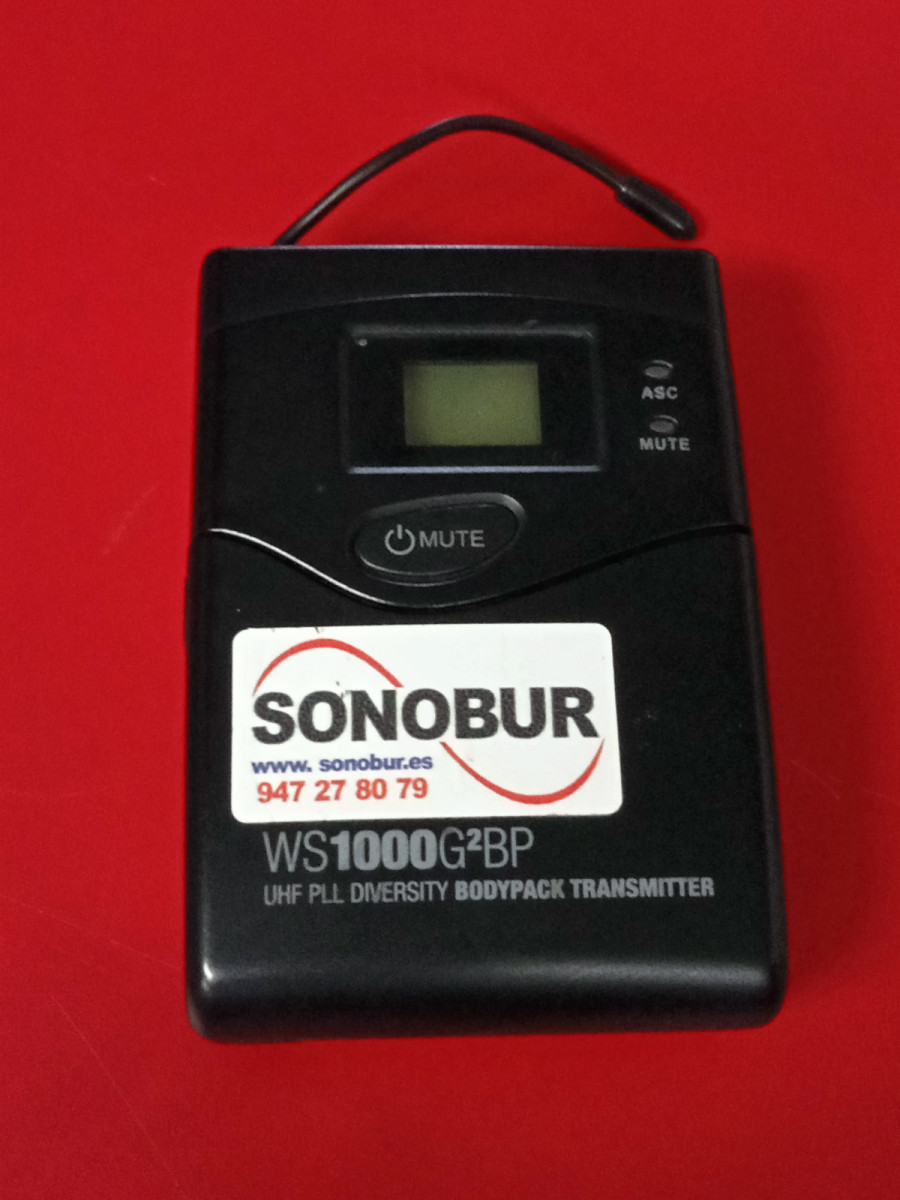 ASC
MUTE
MUTE
SONOBUR
www. sonobur.es
947 27 80 79
WS1000G²BP
UHF PLL DIVERSITY BODYPACK TRANSMITTER